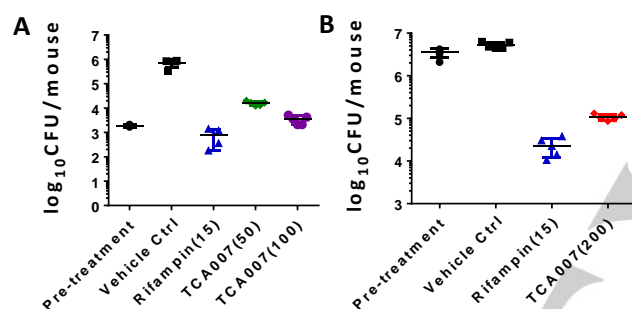 A
log10CFU/mouse
7
6
5
4
3
2
1
0
Pre-treatment
Vehicle Ctrl
Rifampin(15)
TCA007(50)
TCA007(100)
B
log10CFU/mouse
7
6
5
4
3
Pre-treatment
Vehicle Ctrl
Rifampin(15)
TCA007(200)